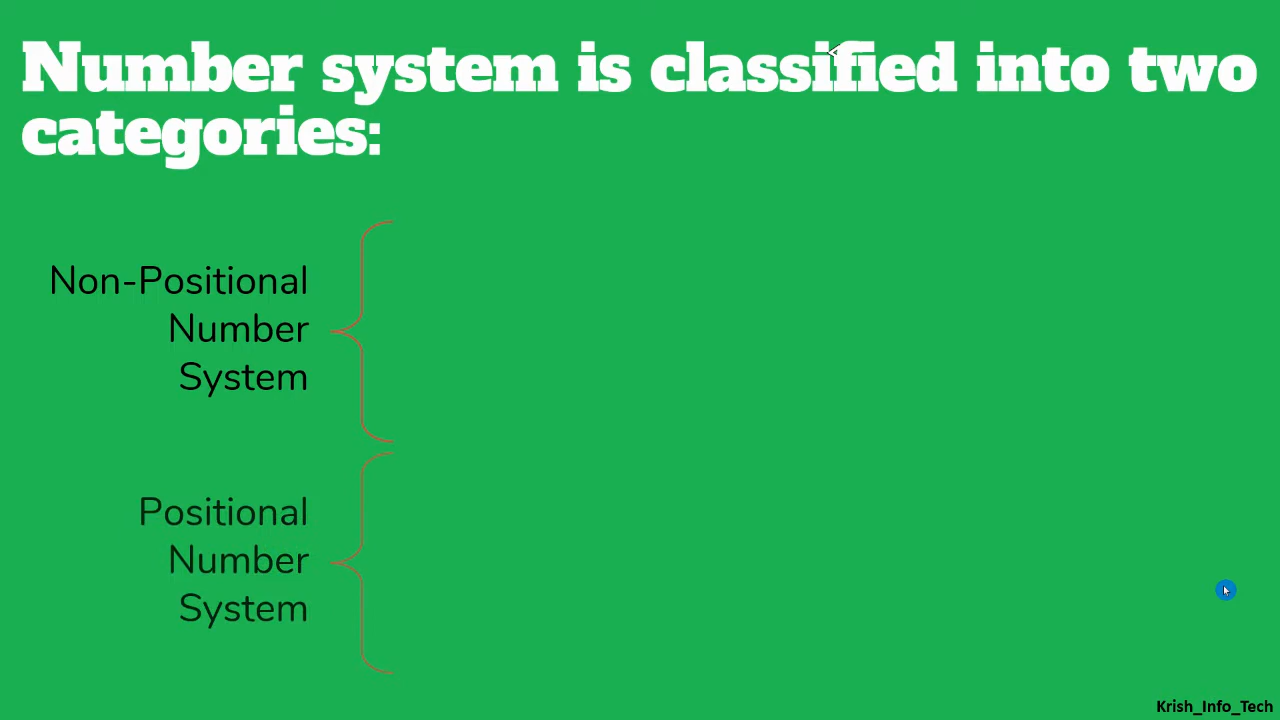 Number system is classified into two
categories:
Non-Positional
Number
System
Positional
Number
System
Krish_Info_Tech